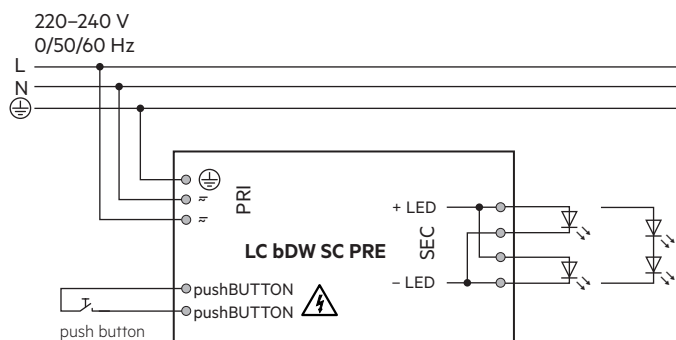 220–240 V
0/50/60 Hz
L
N
PRI
+ LED
SEC
LC bDW SC PRE
– LED
pushBUTTON
pushBUTTON
push button